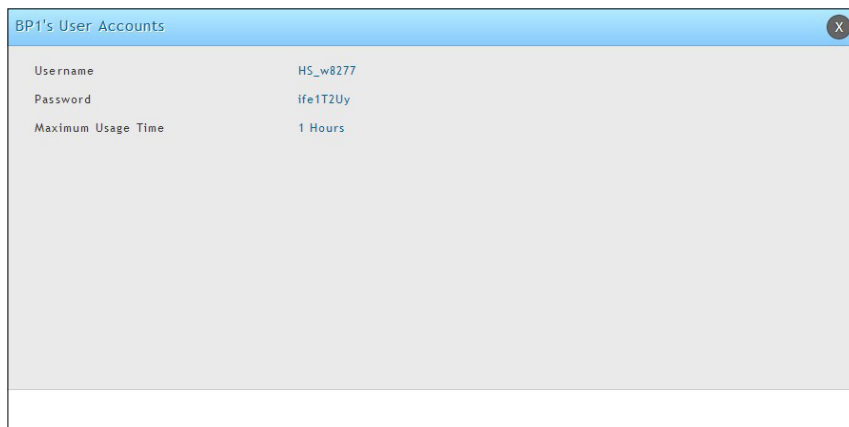 BP1's User Accounts
X
Username HS_w8277
Password ife1T2Uy
Maximum Usage Time 1 Hours